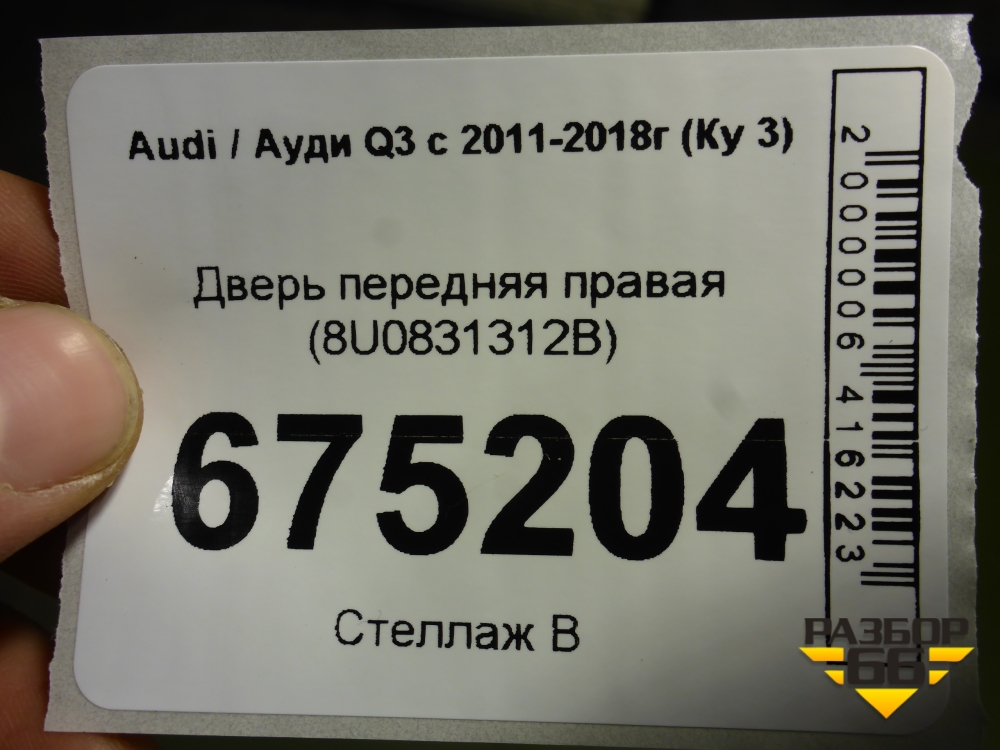 Audi / Ауди Q3 с 2011-2018г (Ку 3)
Дверь передняя правая
(8U0831312B)
675204
Стеллаж В
2000006416223
РАЗБОР
66